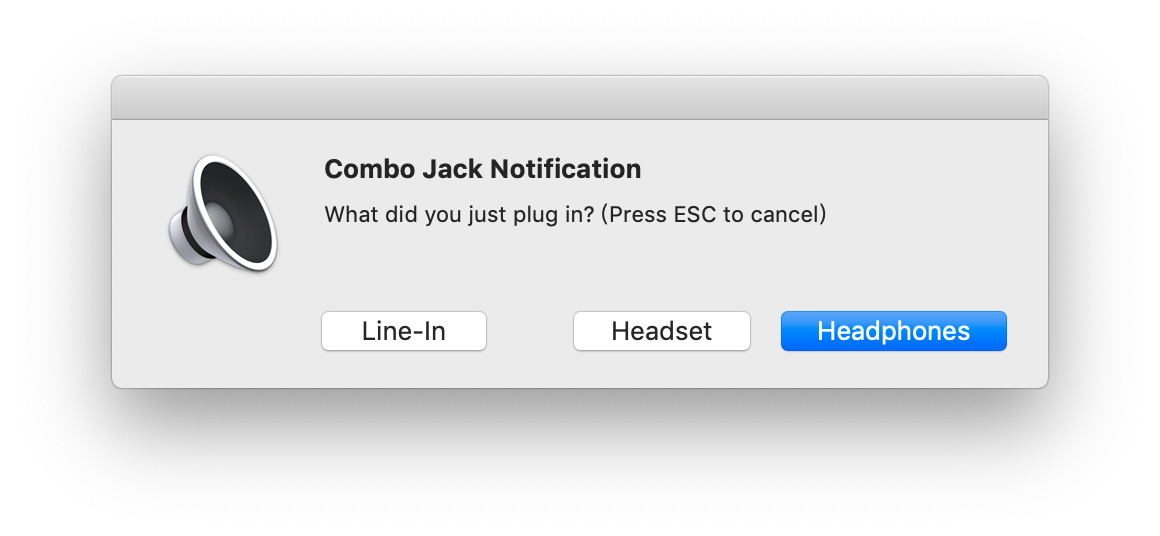 Combo Jack Notification
What did you just plug in? (Press ESC to cancel)
Line-In Headset Headphones